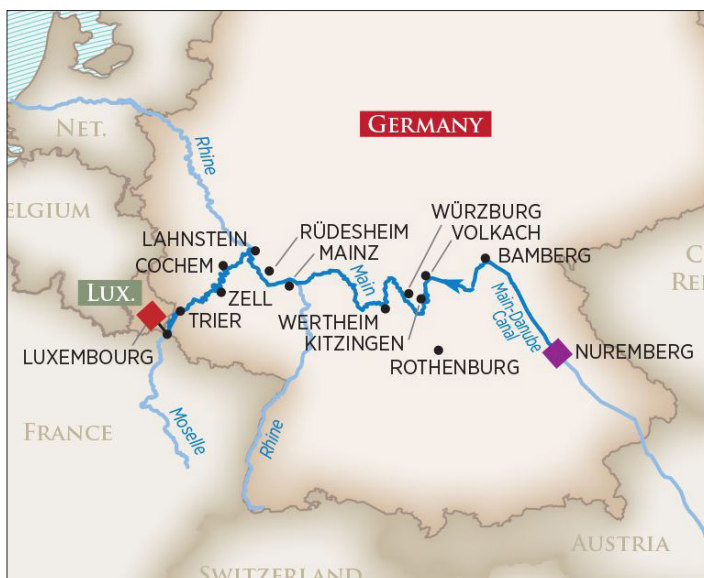 NET.
GERMANY
Rhine
BELGIUM
WÜRZBURG
VOLKACH
RÜDESHEIM
LAHNSTEIN
MAINZ
BAMBERG
COCHEM
Main
LUX.
ZELL
TRIER
WERTHEIM
KITZINGEN
Main-Danube
Canal
LUXEMBOURG
ROTHENBURG
NUREMBERG
FRANCE
Moselle
Rhine
AUSTRIA
SWITZERLAND